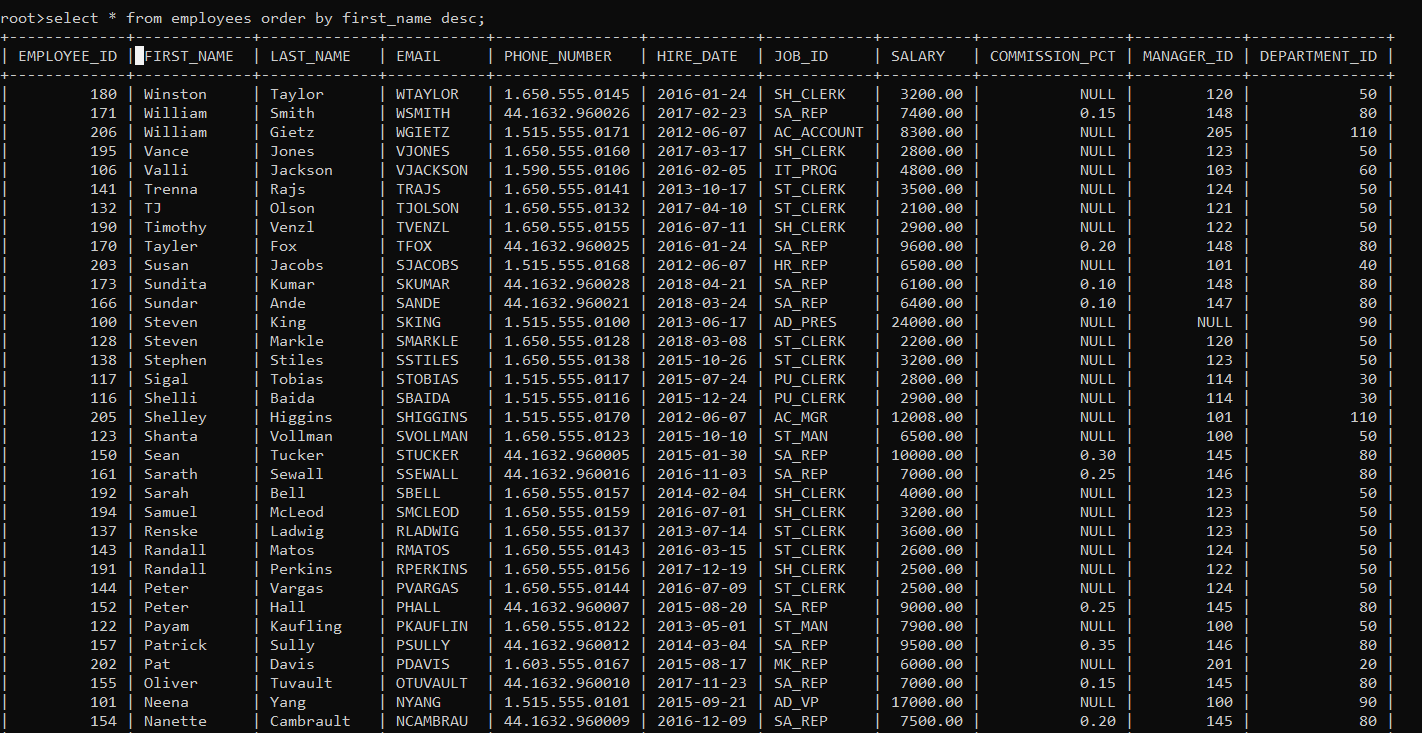 root>select * from employees order by first_name desc;
+-------------+-------------+-------------+-----------+----------------+------------+------------+----------+----------------+------------+---------------+
| EMPLOYEE_ID | FIRST_NAME | LAST_NAME | EMAIL | PHONE_NUMBER | HIRE_DATE | JOB_ID | SALARY | COMMISSION_PCT | MANAGER_ID | DEPARTMENT_ID |
+-------------+-------------+-------------+-----------+----------------+------------+------------+----------+----------------+------------+---------------+
| 180 | Winston | Taylor | WTAYLOR | 1.650.555.0145 | 2016-01-24 | SH_CLERK | 3200.00 | NULL | 120 | 50 |
| 171 | William | Smith | WSMITH | 44.1632.960026 | 2017-02-23 | SA_REP | 7400.00 | 0.15 | 148 | 80 |
| 206 | William | Gietz | WGIETZ | 1.515.555.0171 | 2012-06-07 | AC_ACCOUNT | 8300.00 | NULL | 205 | 110 |
| 195 | Vance | Jones | VJONES | 1.650.555.0160 | 2017-03-17 | SH_CLERK | 2800.00 | NULL | 123 | 50 |
| 106 | Valli | Jackson | VJACKSON | 1.590.555.0106 | 2016-02-05 | IT_PROG | 4800.00 | NULL | 103 | 60 |
| 141 | Trenna | Rajs | TRAJS | 1.650.555.0141 | 2013-10-17 | ST_CLERK | 3500.00 | NULL | 124 | 50 |
| 132 | TJ | Olson | TJOLSON | 1.650.555.0132 | 2017-04-10 | ST_CLERK | 2100.00 | NULL | 121 | 50 |
| 190 | Timothy | Venzl | TVENZL | 1.650.555.0155 | 2016-07-11 | SH_CLERK | 2900.00 | NULL | 122 | 50 |
| 170 | Tayler | Fox | TFOX | 44.1632.960025 | 2016-01-24 | SA_REP | 9600.00 | 0.20 | 148 | 80 |
| 203 | Susan | Jacobs | SJACOBS | 1.515.555.0168 | 2012-06-07 | HR_REP | 6500.00 | NULL | 101 | 40 |
| 173 | Sundita | Kumar | SKUMAR | 44.1632.960028 | 2018-04-21 | SA_REP | 6100.00 | 0.10 | 148 | 80 |
| 166 | Sundar | Ande | SANDE | 44.1632.960021 | 2018-03-24 | SA_REP | 6400.00 | 0.10 | 147 | 80 |
| 100 | Steven | King | SKING | 1.515.555.0100 | 2013-06-17 | AD_PRES | 24000.00 | NULL | NULL | 90 |
| 128 | Steven | Markle | SMARKLE | 1.650.555.0128 | 2018-03-08 | ST_CLERK | 2200.00 | NULL | 120 | 50 |
| 138 | Stephen | Stiles | SSTILES | 1.650.555.0138 | 2015-10-26 | ST_CLERK | 3200.00 | NULL | 123 | 50 |
| 117 | Sigal | Tobias | STOBIAS | 1.515.555.0117 | 2015-07-24 | PU_CLERK | 2800.00 | NULL | 114 | 30 |
| 116 | Shelli | Baida | SBAIDA | 1.515.555.0116 | 2015-12-24 | PU_CLERK | 2900.00 | NULL | 114 | 30 |
| 205 | Shelley | Higgins | SHIGGINS | 1.515.555.0170 | 2012-06-07 | AC_MGR | 12008.00 | NULL | 101 | 110 |
| 123 | Shanta | Vollman | SVOLLMAN | 1.650.555.0123 | 2015-10-10 | ST_MAN | 6500.00 | NULL | 100 | 50 |
| 150 | Sean | Tucker | STUCKER | 44.1632.960005 | 2015-01-30 | SA_REP | 10000.00 | 0.30 | 145 | 80 |
| 161 | Sarath | Sewall | SSEWALL | 44.1632.960016 | 2016-11-03 | SA_REP | 7000.00 | 0.25 | 146 | 80 |
| 192 | Sarah | Bell | SBELL | 1.650.555.0157 | 2014-02-04 | SH_CLERK | 4000.00 | NULL | 123 | 50 |
| 194 | Samuel | McLeod | SMCLEOD | 1.650.555.0159 | 2016-07-01 | SH_CLERK | 3200.00 | NULL | 123 | 50 |
| 137 | Renske | Ladwig | RLADWIG | 1.650.555.0137 | 2013-07-14 | ST_CLERK | 3600.00 | NULL | 123 | 50 |
| 143 | Randall | Matos | RMATOS | 1.650.555.0143 | 2016-03-15 | ST_CLERK | 2600.00 | NULL | 124 | 50 |
| 191 | Randall | Perkins | RPERKINS | 1.650.555.0156 | 2017-12-19 | SH_CLERK | 2500.00 | NULL | 122 | 50 |
| 144 | Peter | Vargas | PVARGAS | 1.650.555.0144 | 2016-07-09 | ST_CLERK | 2500.00 | NULL | 124 | 50 |
| 152 | Peter | Hall | PHALL | 44.1632.960007 | 2015-08-20 | SA_REP | 9000.00 | 0.25 | 145 | 80 |
| 122 | Payam | Kaufling | PKAUFLIN | 1.650.555.0122 | 2013-05-01 | ST_MAN | 7900.00 | NULL | 100 | 50 |
| 157 | Patrick | Sully | PSULLY | 44.1632.960012 | 2014-03-04 | SA_REP | 9500.00 | 0.35 | 146 | 80 |
| 202 | Pat | Davis | PDAVIS | 1.603.555.0167 | 2015-08-17 | MK_REP | 6000.00 | NULL | 201 | 20 |
| 155 | Oliver | Tuvault | OTUVAULT | 44.1632.960010 | 2017-11-23 | SA_REP | 7000.00 | 0.15 | 145 | 80 |
| 101 | Neena | Yang | NYANG | 1.515.555.0101 | 2015-09-21 | AD_VP | 17000.00 | NULL | 100 | 90 |
| 154 | Nanette | Cambrault | NCAMBRAU | 44.1632.960009 | 2016-12-09 | SA_REP | 7500.00 | 0.20 | 145 | 80 |